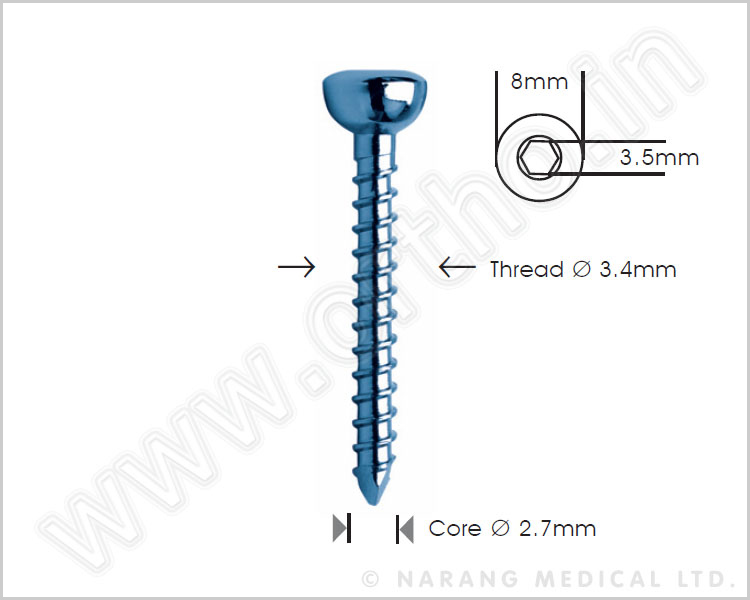 8mm
3.5mm
Thread ∅ 3.4mm
Core ∅ 2.7mm
www.ortho.in
© NARANG MEDICAL LTD.